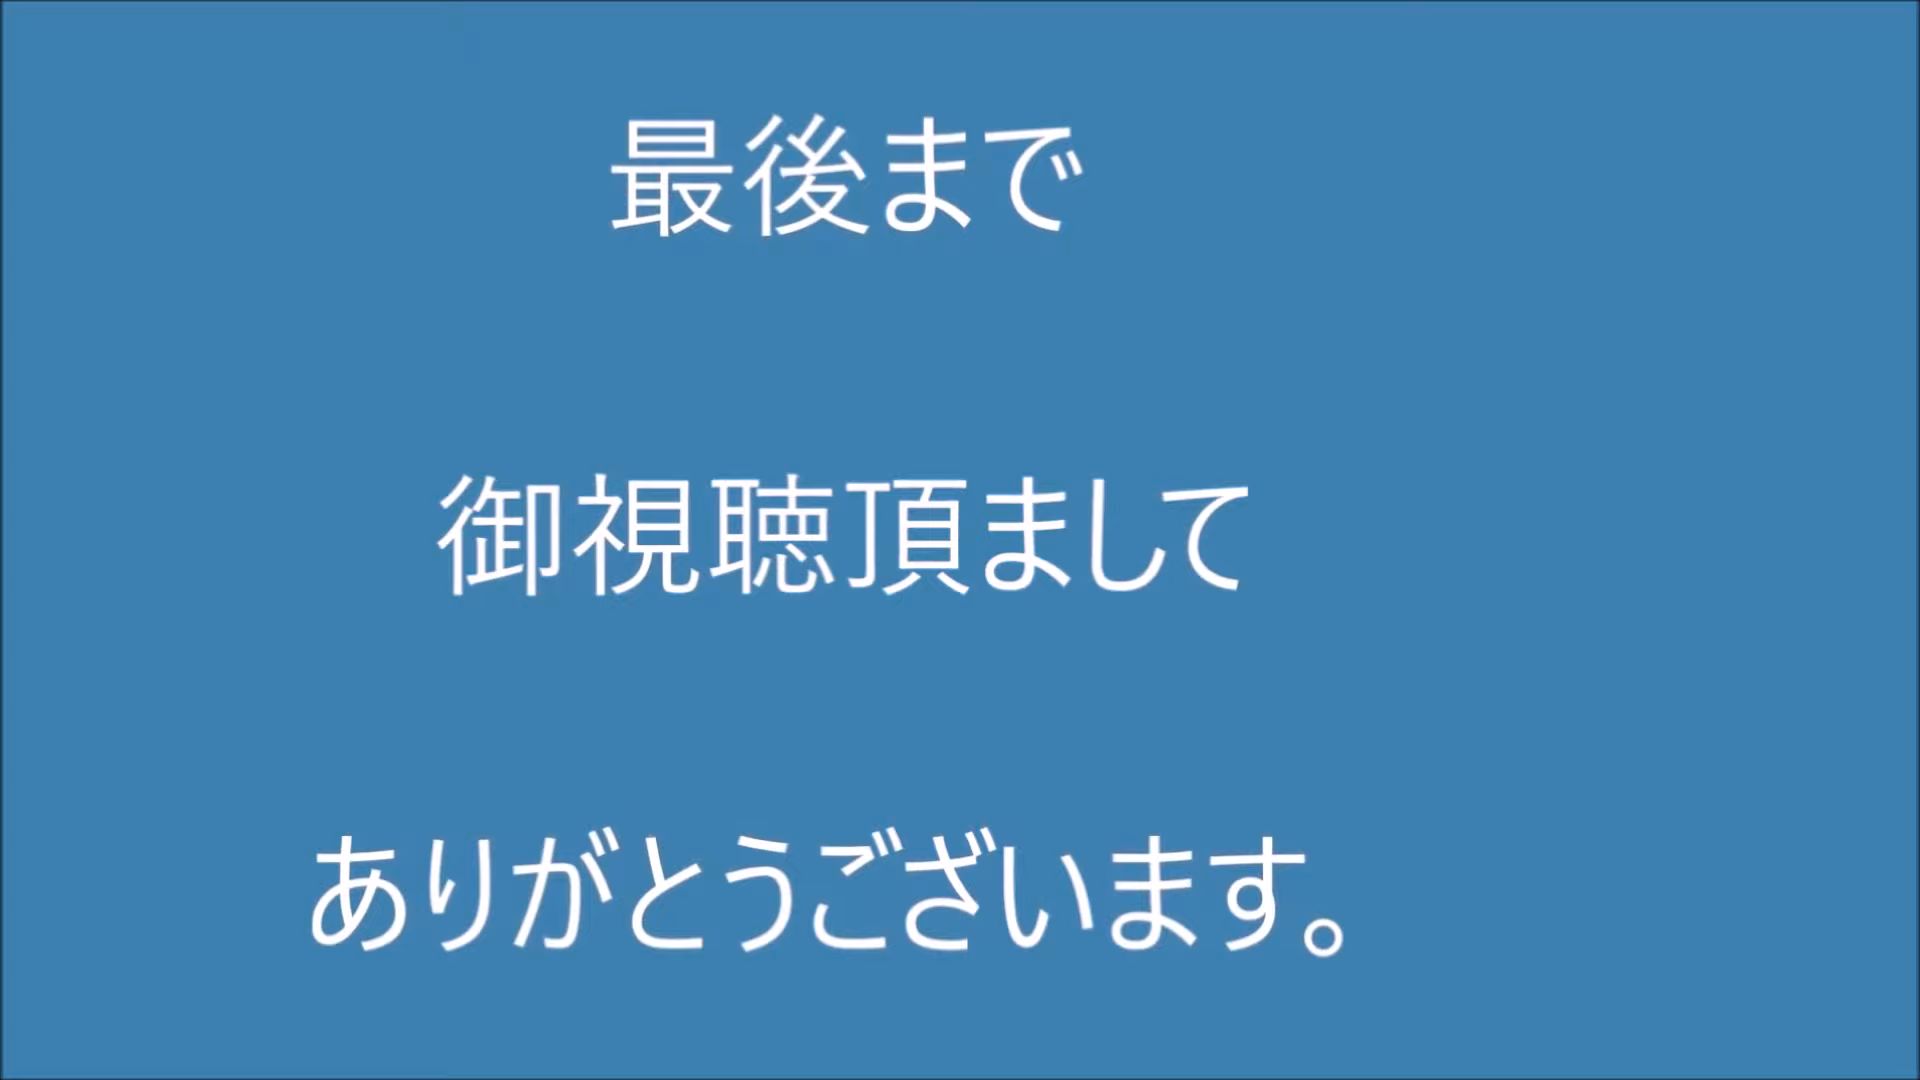 最後まで
御視聴頂まして
ありがとうございます。